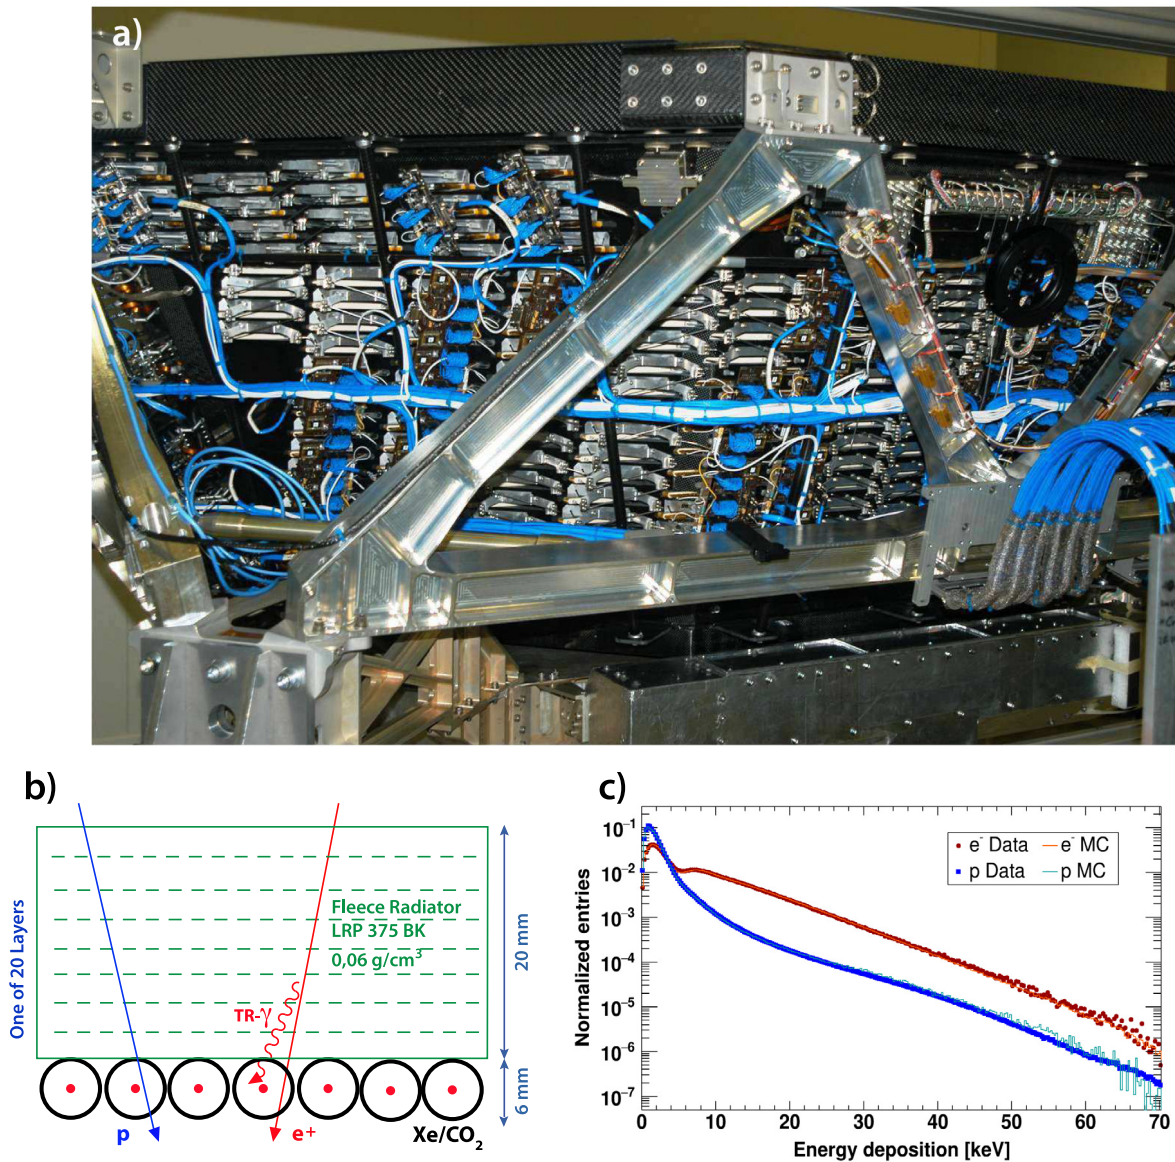 a)
b)
One of 20 Layers
Fleece Radiator
LRP 375 BK
0,06 g/cm³
TR-γ
20 mm
6 mm
p
e⁺
Xe/CO₂
c)
Normalized entries
10⁻¹
10⁻²
10⁻³
10⁻⁴
10⁻⁵
10⁻⁶
10⁻⁷
e⁻ Data
e⁻ MC
p Data
p MC
0 10 20 30 40 50 60 70
Energy deposition [keV]